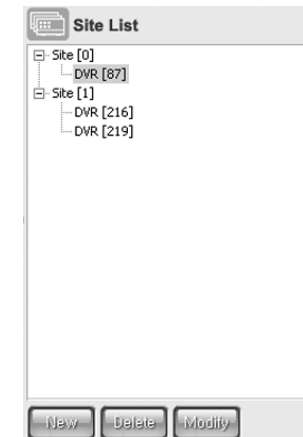 Site List
Site [0]
DVR [87]
Site [1]
DVR [216]
DVR [219]
New Delete Modify